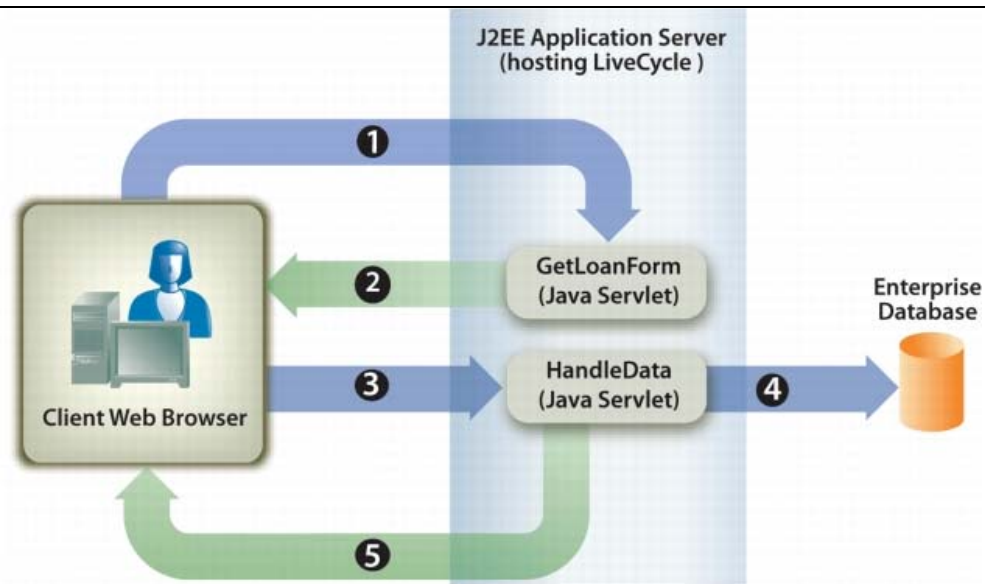 J2EE Application Server
(hosting LiveCycle )
1
GetLoanForm
(Java Servlet)
2
Enterprise
Database
HandleData
(Java Servlet)
3
4
Client Web Browser
5